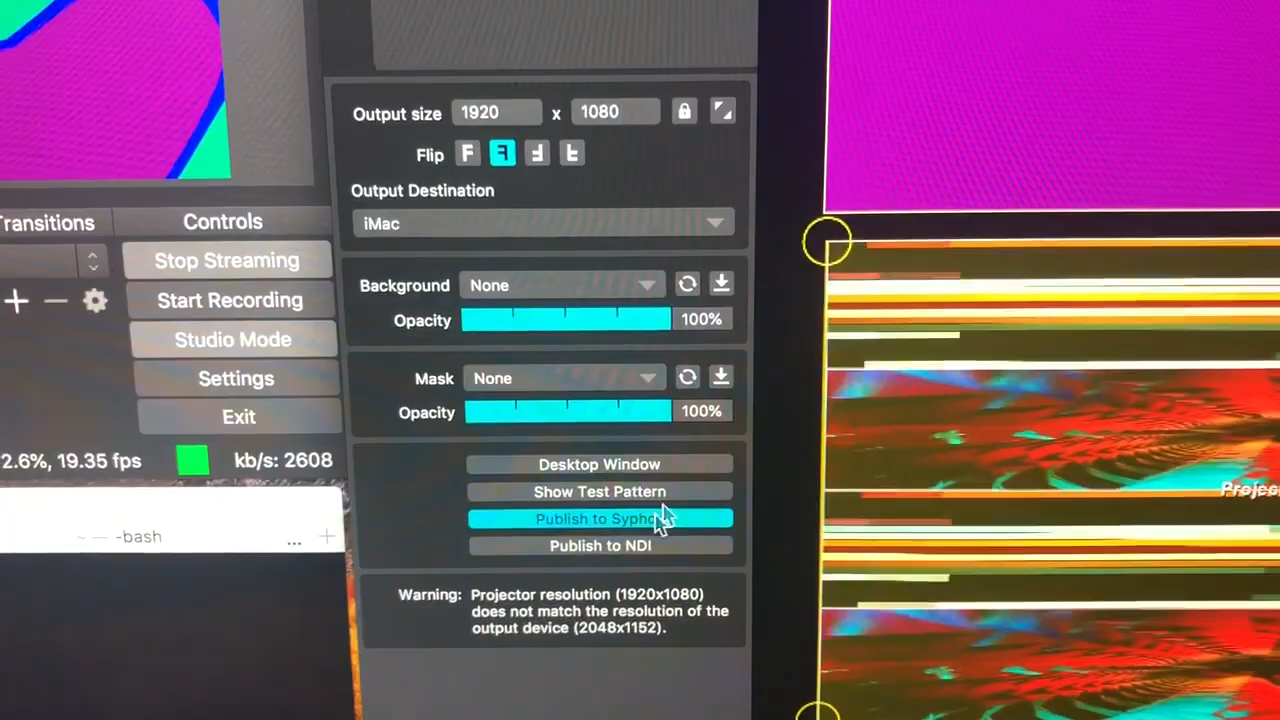 Output size 1920 x 1080
Flip F
Output Destination
iMac
Transitions Controls
Stop Streaming
Start Recording
Studio Mode
Settings
Exit
2.6%, 19.35 fps kb/s: 2608
~ — -bash ... +
Background None
Opacity 100%
Mask None
Opacity 100%
Desktop Window
Show Test Pattern
Publish to Sypho
Publish to NDI
Warning: Projector resolution (1920x1080)
does not match the resolution of the
output device (2048x1152).
Projec